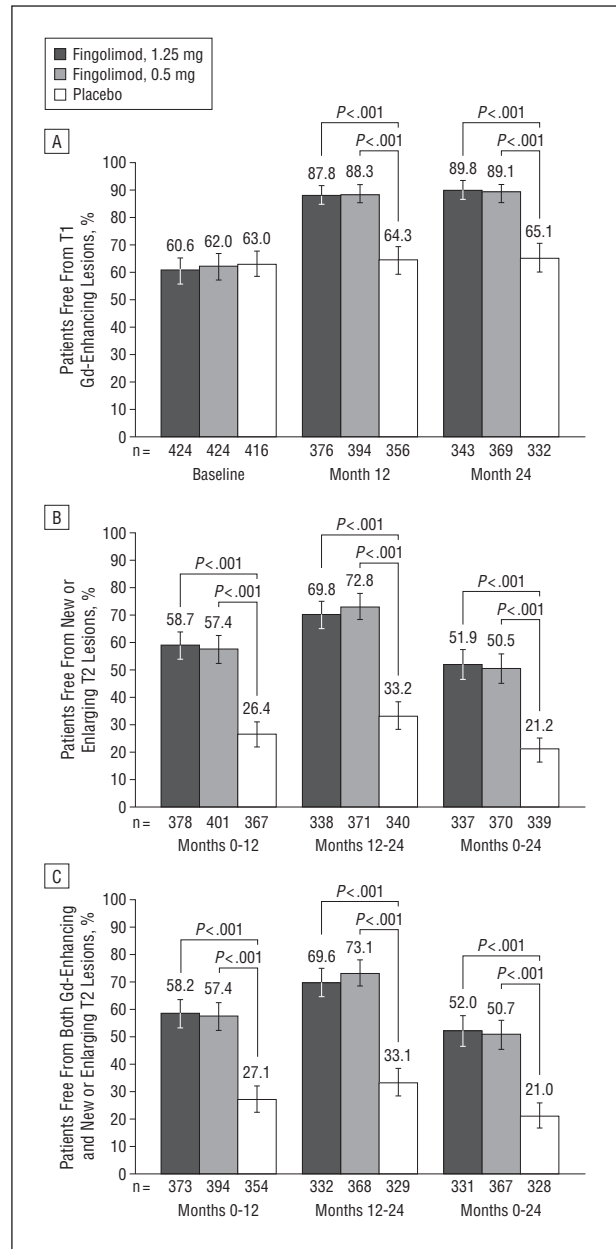 Fingolimod, 1.25 mg
Fingolimod, 0.5 mg
Placebo
A
Patients Free From T1
Gd-Enhancing Lesions, %
100
90
80
70
60
50
40
30
20
10
0
60.6 62.0 63.0
P<.001
P<.001
87.8 88.3 64.3
P<.001
P<.001
89.8 89.1 65.1
n = 424 424 416 376 394 356 343 369 332
Baseline Month 12 Month 24
B
Patients Free From New or
Enlarging T2 Lesions, %
100
90
80
70
60
50
40
30
20
10
0
P<.001
P<.001
58.7 57.4 26.4
P<.001
P<.001
69.8 72.8 33.2
P<.001
P<.001
51.9 50.5 21.2
n = 378 401 367 338 371 340 337 370 339
Months 0-12 Months 12-24 Months 0-24
C
Patients Free From Both Gd-Enhancing
and New or Enlarging T2 Lesions, %
100
90
80
70
60
50
40
30
20
10
0
P<.001
P<.001
58.2 57.4 27.1
P<.001
P<.001
69.6 73.1 33.1
P<.001
P<.001
52.0 50.7 21.0
n = 373 394 354 332 368 329 331 367 328
Months 0-12 Months 12-24 Months 0-24